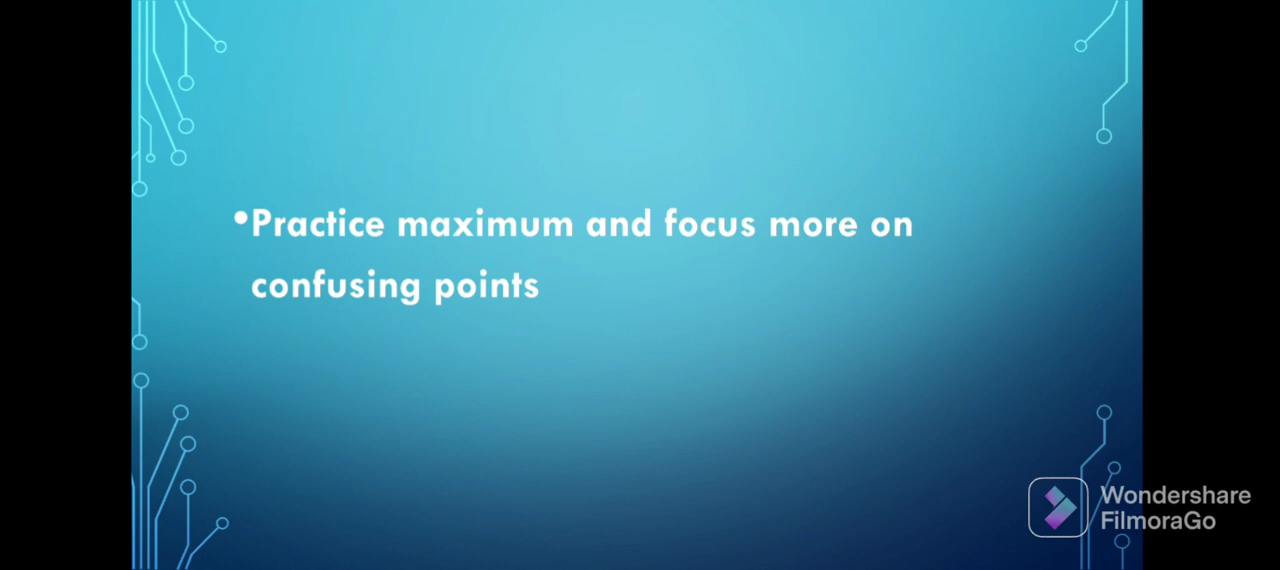 •Practice maximum and focus more on
confusing points
Wondershare
FilmoraGo